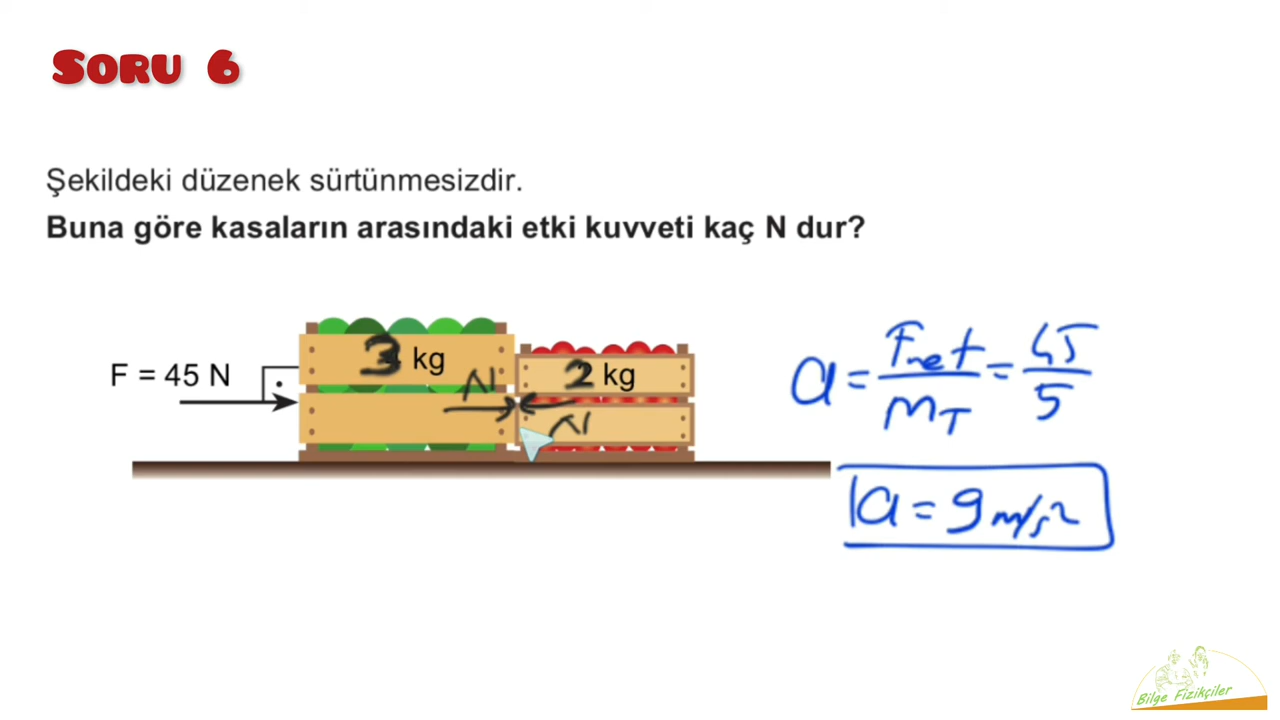 SORU 6
Şekildeki düzenek sürtünmesizdir.
Buna göre kasaların arasındaki etki kuvveti kaç N dur?
F = 45 N
3 kg
2 kg
N
N
a = Fnet / mT = 45 / 5
a = 9 m/s²
Bilge Fizikçiler